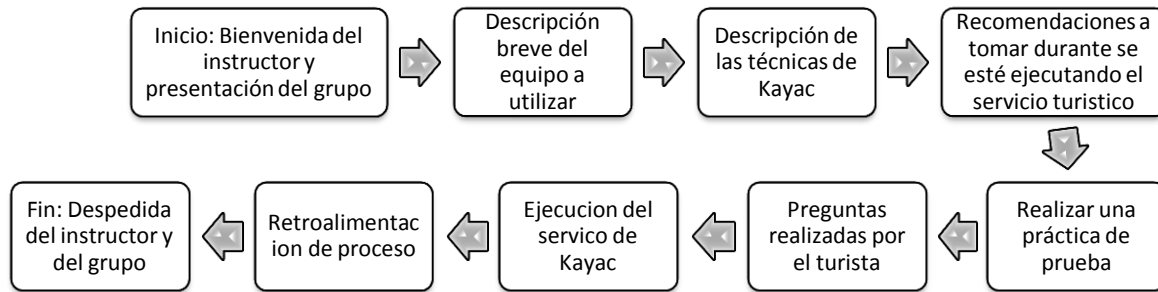 Inicio: Bienvenida del
instructor y
presentación del grupo
Descripción
breve del
equipo a
utilizar
Descripción de
las técnicas de
Kayac
Recomendaciones a
tomar durante se
esté ejecutando el
servicio turistico
Realizar una
práctica de
prueba
Preguntas
realizadas por
el turista
Ejecucion del
servico de
Kayac
Retroalimentac
ion de proceso
Fin: Despedida
del instructor y
del grupo